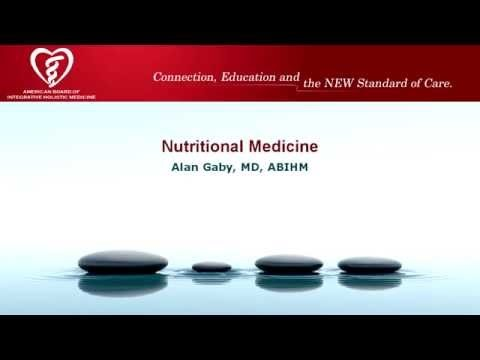 AMERICAN BOARD OF
INTEGRATIVE HOLISTIC MEDICINE
Connection, Education and the NEW Standard of Care.
Nutritional Medicine
Alan Gaby, MD, ABIHM